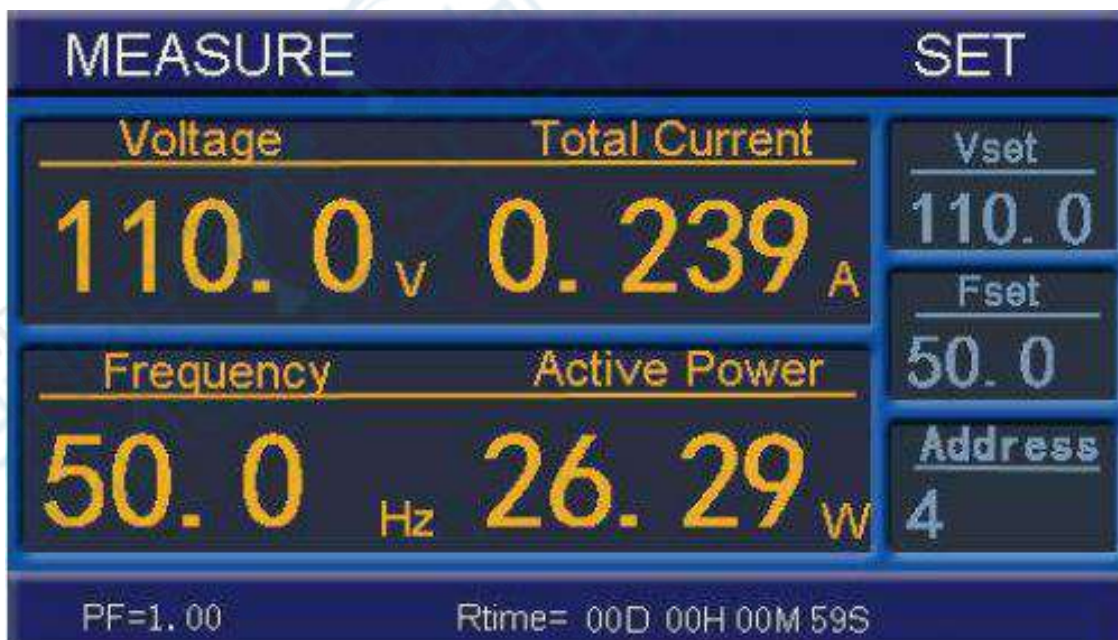 MEASURE SET
Voltage Total Current
110.0 V 0.239 A
Frequency Active Power
50.0 Hz 26.29 W
Vset
110.0
Fset
50.0
Address
4
PF=1.00 Rtime= 00D 00H 00M 59S